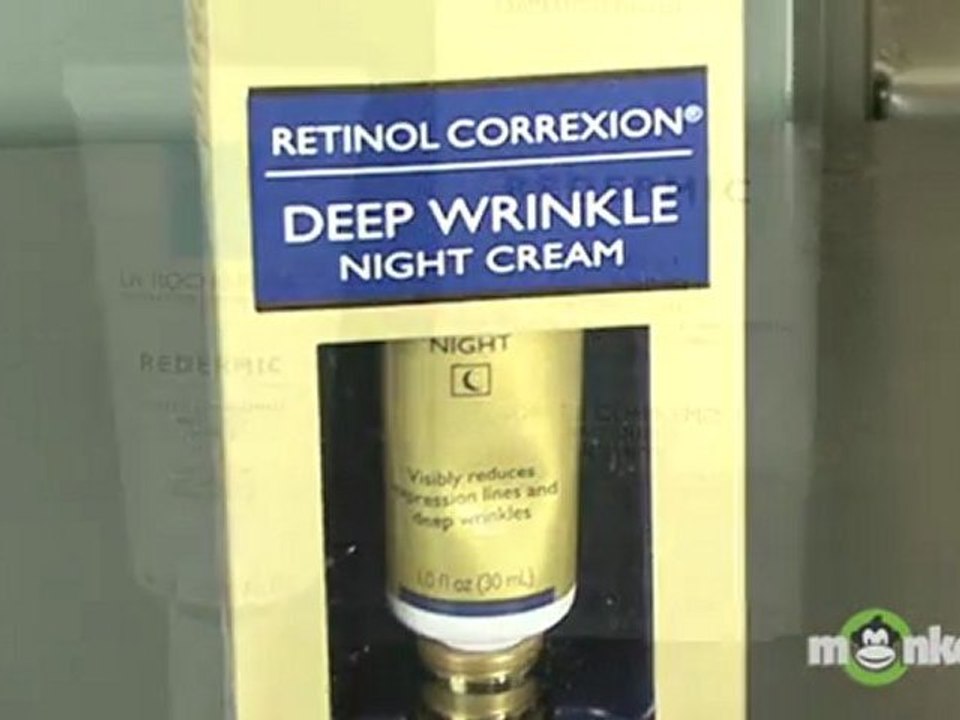 RETINOL CORREXION®
DEEP WRINKLE
NIGHT CREAM
NIGHT
Visibly reduces
expression lines and
deep wrinkles
1.0 fl oz (30 mL)
REDERMIC